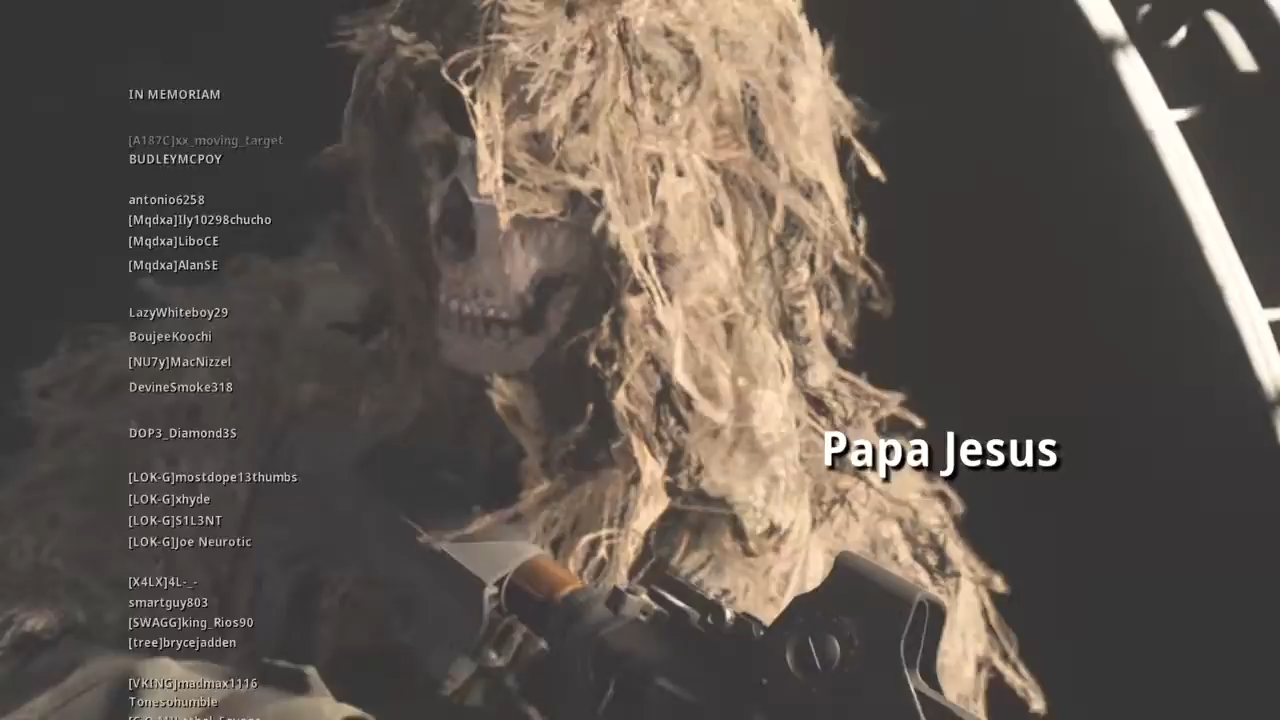 IN MEMORIAM
[A187C]xx_moving_target
BUDLEYMCPOY
antonio6258
[Mqdxa]Ily10298chucho
[Mqdxa]LiboCE
[Mqdxa]AlanSE
LazyWhiteboy29
BoujeeKoochi
[NU7y]MacNizzel
DevineSmoke318
DOP3_Diamond3S
Papa Jesus
[LOK-G]mostdope13thumbs
[LOK-G]xhyde
[LOK-G]S1L3NT
[LOK-G]Joe Neurotic
[X4LX]4L-_-
smartguy803
[SWAGG]king_Rios90
[tree]brycejadden
[VKING]madmax1116
Tonesohumble